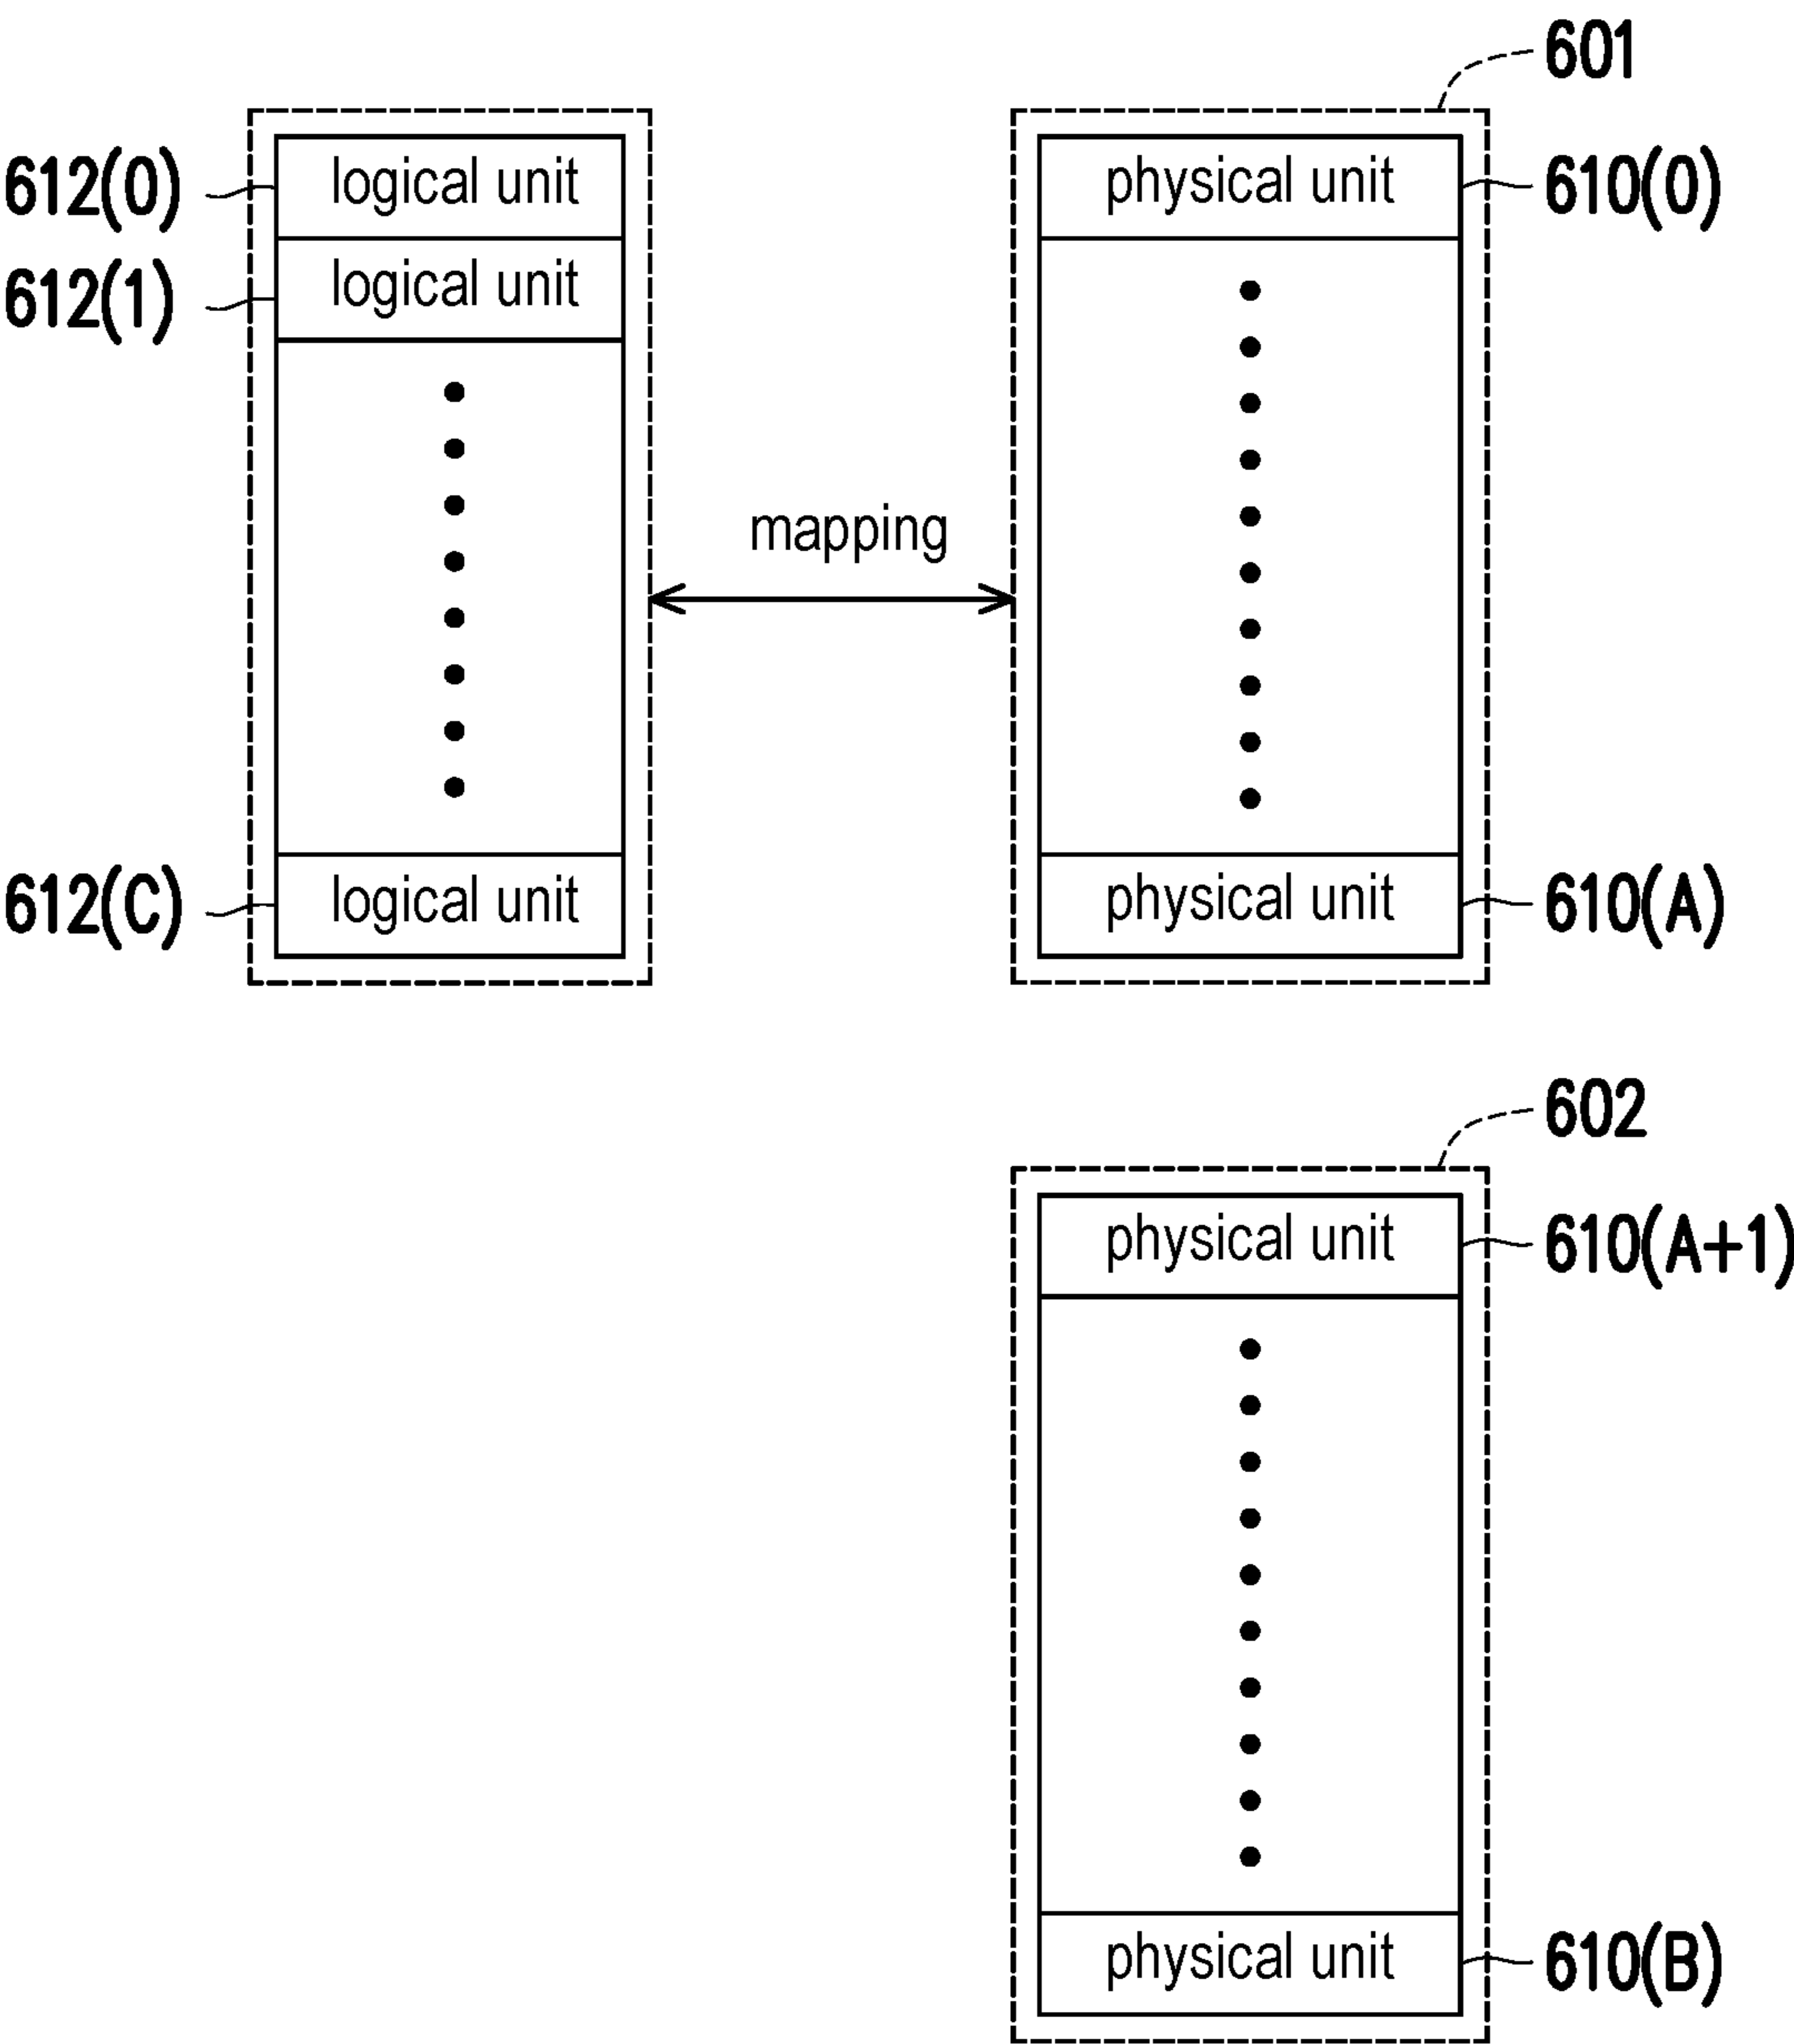 601
612(0) logical unit physical unit 610(0)
612(1) logical unit
mapping
612(C) logical unit physical unit 610(A)
602
physical unit 610(A+1)
physical unit 610(B)